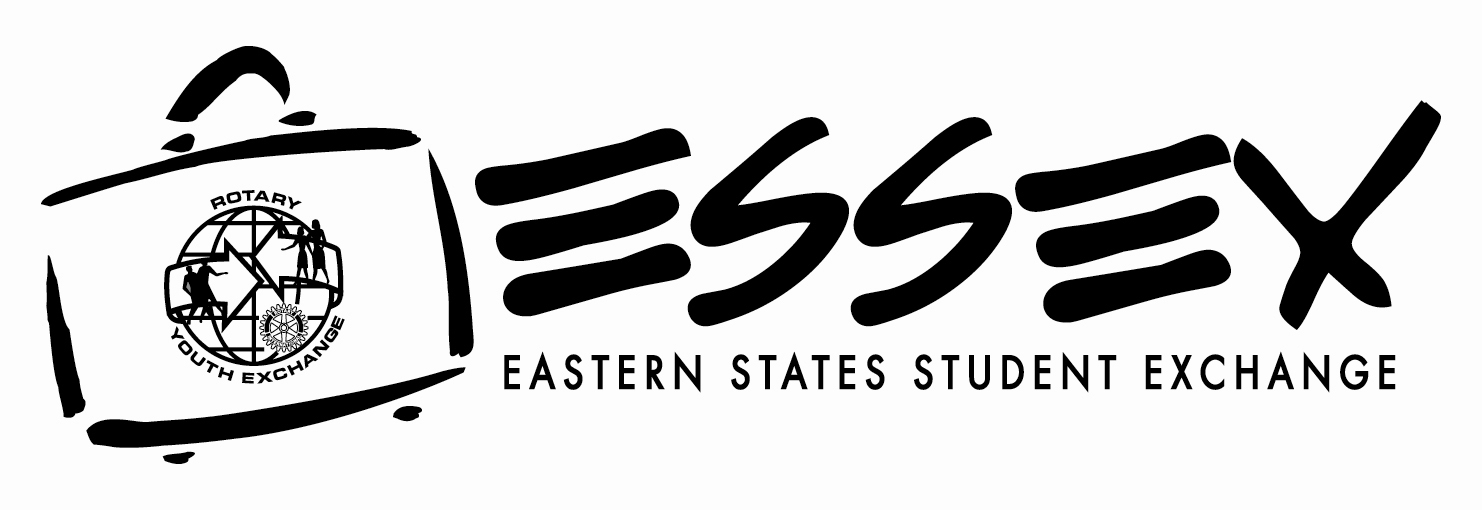 ROTARY
YOUTH EXCHANGE
ESSEX
EASTERN STATES STUDENT EXCHANGE